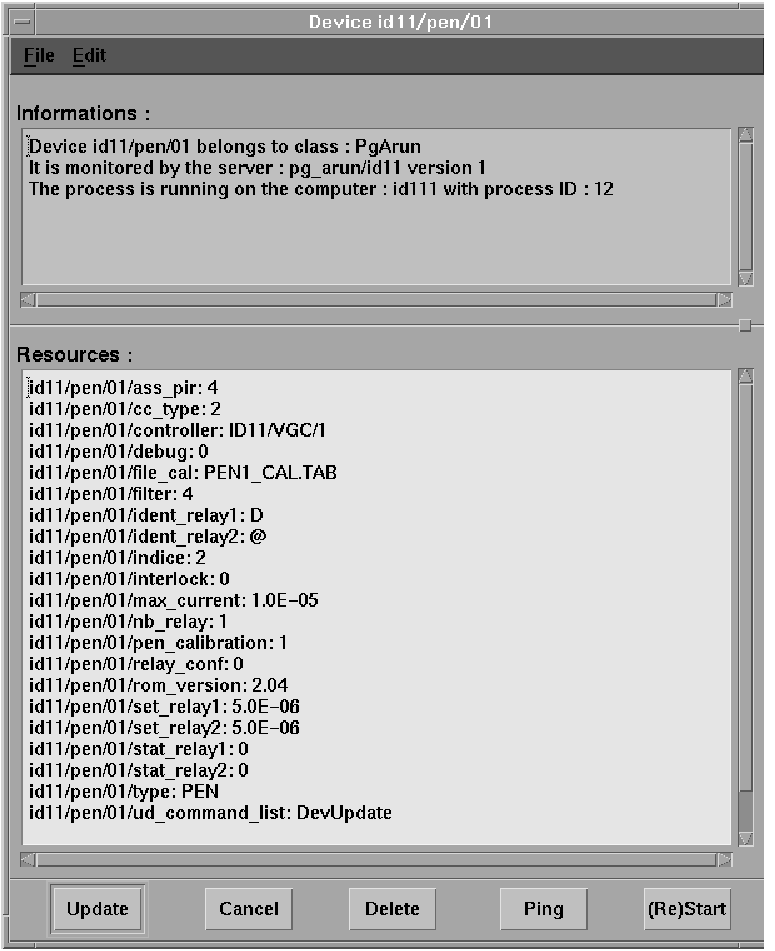 Device id11/pen/01
File Edit
Informations :
Device id11/pen/01 belongs to class : PgArun
It is monitored by the server : pg_arun/id11 version 1
The process is running on the computer : id111 with process ID : 12
Resources :
id11/pen/01/ass_pir: 4
id11/pen/01/cc_type: 2
id11/pen/01/controller: ID11/VGC/1
id11/pen/01/debug: 0
id11/pen/01/file_cal: PEN1_CAL.TAB
id11/pen/01/filter: 4
id11/pen/01/ident_relay1: D
id11/pen/01/ident_relay2: @
id11/pen/01/indice: 2
id11/pen/01/interlock: 0
id11/pen/01/max_current: 1.0E-05
id11/pen/01/nb_relay: 1
id11/pen/01/pen_calibration: 1
id11/pen/01/relay_conf: 0
id11/pen/01/rom_version: 2.04
id11/pen/01/set_relay1: 5.0E-06
id11/pen/01/set_relay2: 5.0E-06
id11/pen/01/stat_relay1: 0
id11/pen/01/stat_relay2: 0
id11/pen/01/type: PEN
id11/pen/01/ud_command_list: DevUpdate
Update Cancel Delete Ping (Re)Start